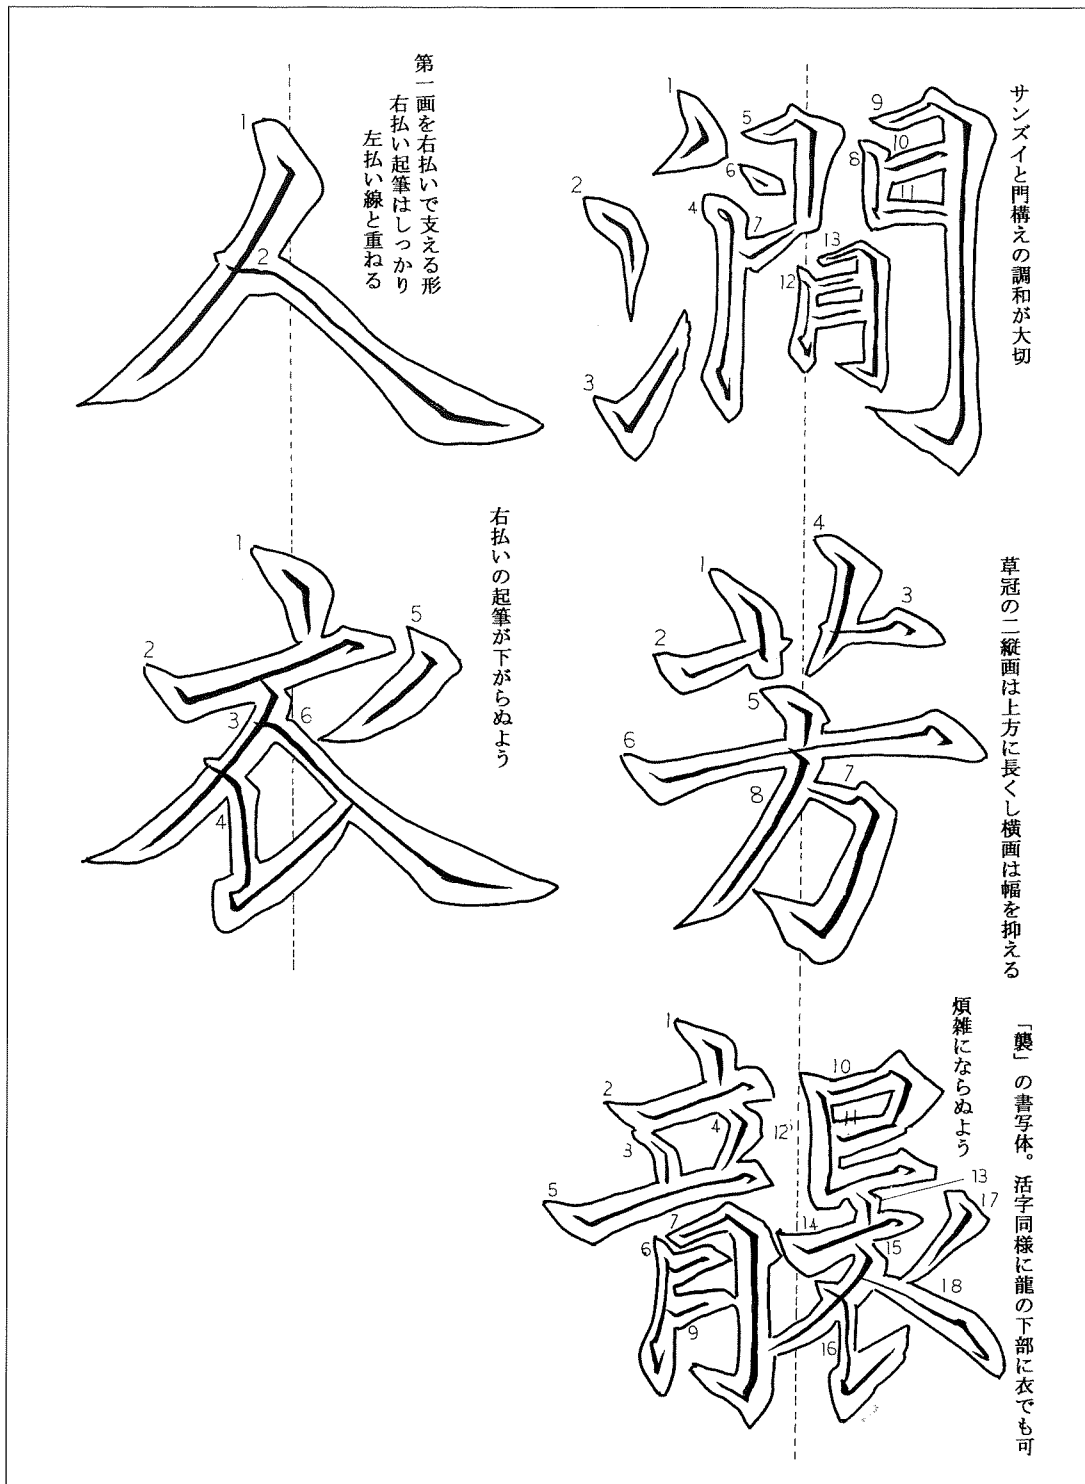 サンズイと門構えの調和が大切
澗
草冠の二縦画は上方に長くし横画は幅を抑える
芳
「襲」の書写体。活字同様に龍の下部に衣でも可
煩雑にならぬよう
襲
第一画を右払いで支える形
右払い起筆はしっかり
左払い線と重ねる
人
右払いの起筆が下がらぬよう
衣